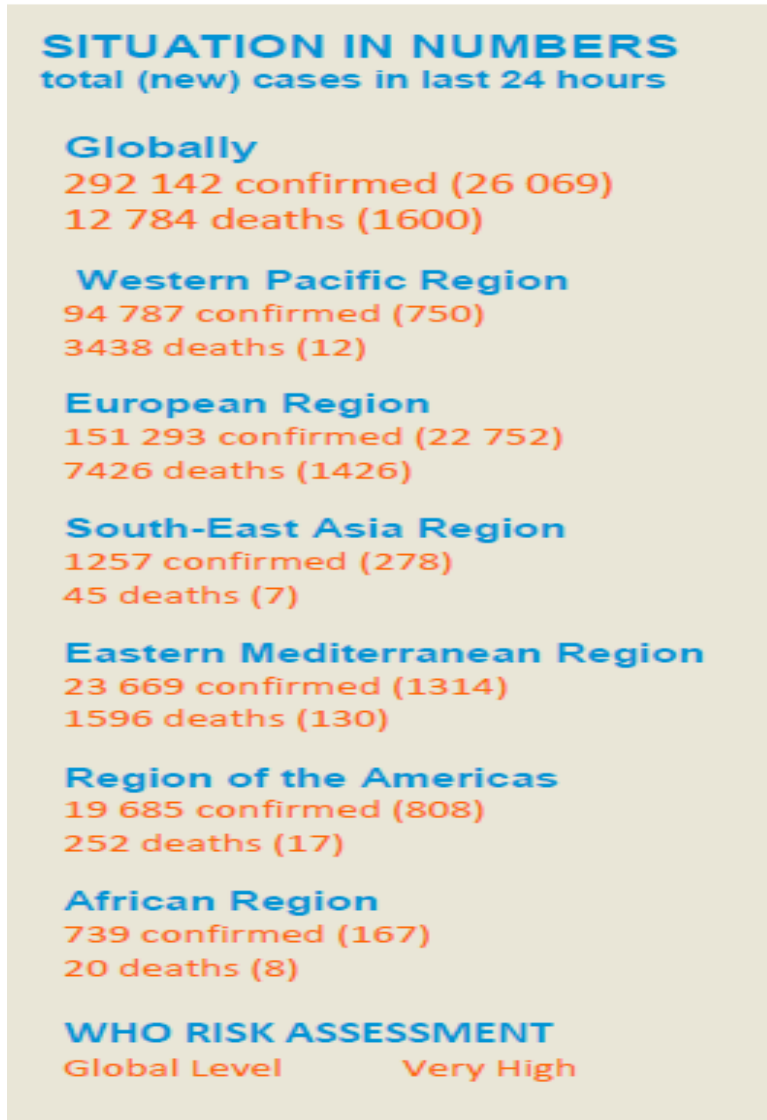 SITUATION IN NUMBERS
total (new) cases in last 24 hours
Globally
292 142 confirmed (26 069)
12 784 deaths (1600)
Western Pacific Region
94 787 confirmed (750)
3438 deaths (12)
European Region
151 293 confirmed (22 752)
7426 deaths (1426)
South-East Asia Region
1257 confirmed (278)
45 deaths (7)
Eastern Mediterranean Region
23 669 confirmed (1314)
1596 deaths (130)
Region of the Americas
19 685 confirmed (808)
252 deaths (17)
African Region
739 confirmed (167)
20 deaths (8)
WHO RISK ASSESSMENT
Global Level Very High